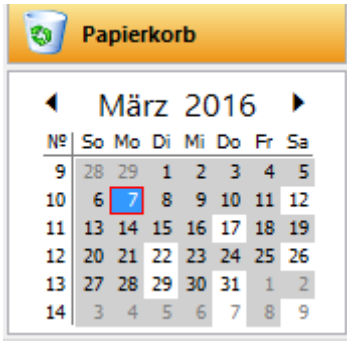 Papierkorb
März 2016
Nº So Mo Di Mi Do Fr Sa
9 28 29 1 2 3 4 5
10 6 7 8 9 10 11 12
11 13 14 15 16 17 18 19
12 20 21 22 23 24 25 26
13 27 28 29 30 31 1 2
14 3 4 5 6 7 8 9